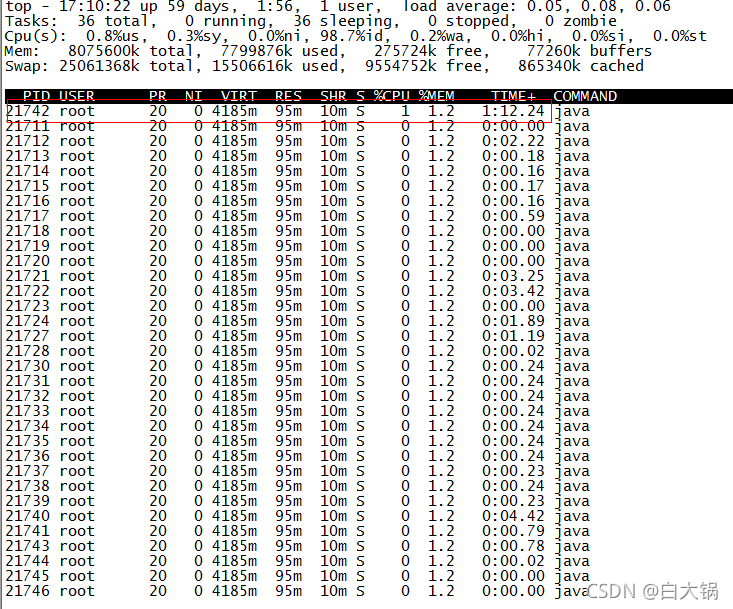 top - 17:10:22 up 59 days,  1:56,  1 user,  load average: 0.05, 0.08, 0.06
Tasks:  36 total,   0 running,  36 sleeping,   0 stopped,   0 zombie
Cpu(s):  0.8%us,  0.3%sy,  0.0%ni, 98.7%id,  0.2%wa,  0.0%hi,  0.0%si,  0.0%st
Mem:   8075600k total,  7799876k used,   275724k free,    77260k buffers
Swap: 25061368k total, 15506616k used,  9554752k free,   865340k cached
PID USER      PR  NI  VIRT  RES  SHR S %CPU %MEM    TIME+  COMMAND
21742 root      20   0 4185m  95m  10m S    1  1.2   1:12.24 java
21711 root      20   0 4185m  95m  10m S    0  1.2   0:00.00 java
21712 root      20   0 4185m  95m  10m S    0  1.2   0:02.22 java
21713 root      20   0 4185m  95m  10m S    0  1.2   0:00.18 java
21714 root      20   0 4185m  95m  10m S    0  1.2   0:00.16 java
21715 root      20   0 4185m  95m  10m S    0  1.2   0:00.17 java
21716 root      20   0 4185m  95m  10m S    0  1.2   0:00.16 java
21717 root      20   0 4185m  95m  10m S    0  1.2   0:00.59 java
21718 root      20   0 4185m  95m  10m S    0  1.2   0:00.00 java
21719 root      20   0 4185m  95m  10m S    0  1.2   0:00.00 java
21720 root      20   0 4185m  95m  10m S    0  1.2   0:00.00 java
21721 root      20   0 4185m  95m  10m S    0  1.2   0:03.25 java
21722 root      20   0 4185m  95m  10m S    0  1.2   0:03.42 java
21723 root      20   0 4185m  95m  10m S    0  1.2   0:00.00 java
21724 root      20   0 4185m  95m  10m S    0  1.2   0:01.89 java
21727 root      20   0 4185m  95m  10m S    0  1.2   0:01.19 java
21728 root      20   0 4185m  95m  10m S    0  1.2   0:00.02 java
21730 root      20   0 4185m  95m  10m S    0  1.2   0:00.24 java
21731 root      20   0 4185m  95m  10m S    0  1.2   0:00.24 java
21732 root      20   0 4185m  95m  10m S    0  1.2   0:00.24 java
21733 root      20   0 4185m  95m  10m S    0  1.2   0:00.24 java
21734 root      20   0 4185m  95m  10m S    0  1.2   0:00.24 java
21735 root      20   0 4185m  95m  10m S    0  1.2   0:00.24 java
21736 root      20   0 4185m  95m  10m S    0  1.2   0:00.24 java
21737 root      20   0 4185m  95m  10m S    0  1.2   0:00.23 java
21738 root      20   0 4185m  95m  10m S    0  1.2   0:00.24 java
21739 root      20   0 4185m  95m  10m S    0  1.2   0:00.23 java
21740 root      20   0 4185m  95m  10m S    0  1.2   0:04.42 java
21741 root      20   0 4185m  95m  10m S    0  1.2   0:00.79 java
21743 root      20   0 4185m  95m  10m S    0  1.2   0:00.78 java
21744 root      20   0 4185m  95m  10m S    0  1.2   0:00.02 java
21745 root      20   0 4185m  95m  10m S    0  1.2   0:00.00 java
21746 root      20   0 4185m  95m  10m S    0  1.2   0:00.00 java
CSDN @白大锅